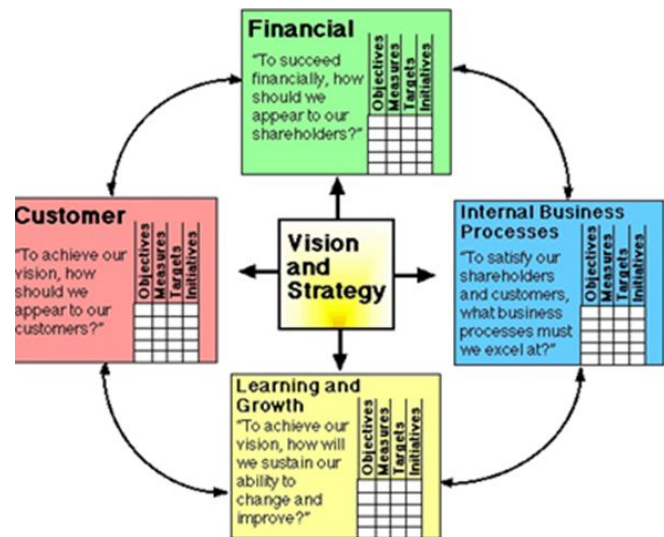 Financial
"To succeed
financially, how
should we
appear to our
shareholders?"
Objectives
Measures
Targets
Initiatives
Customer
"To achieve our
vision, how
should we
appear to our
customers?"
Objectives
Measures
Targets
Initiatives
Vision
and
Strategy
Internal Business
Processes
"To satisfy our
shareholders
and customers,
what business
processes must
we excel at?"
Objectives
Measures
Targets
Initiatives
Learning and
Growth
"To achieve our
vision, how will
we sustain our
ability to
change and
improve?"
Objectives
Measures
Targets
Initiatives